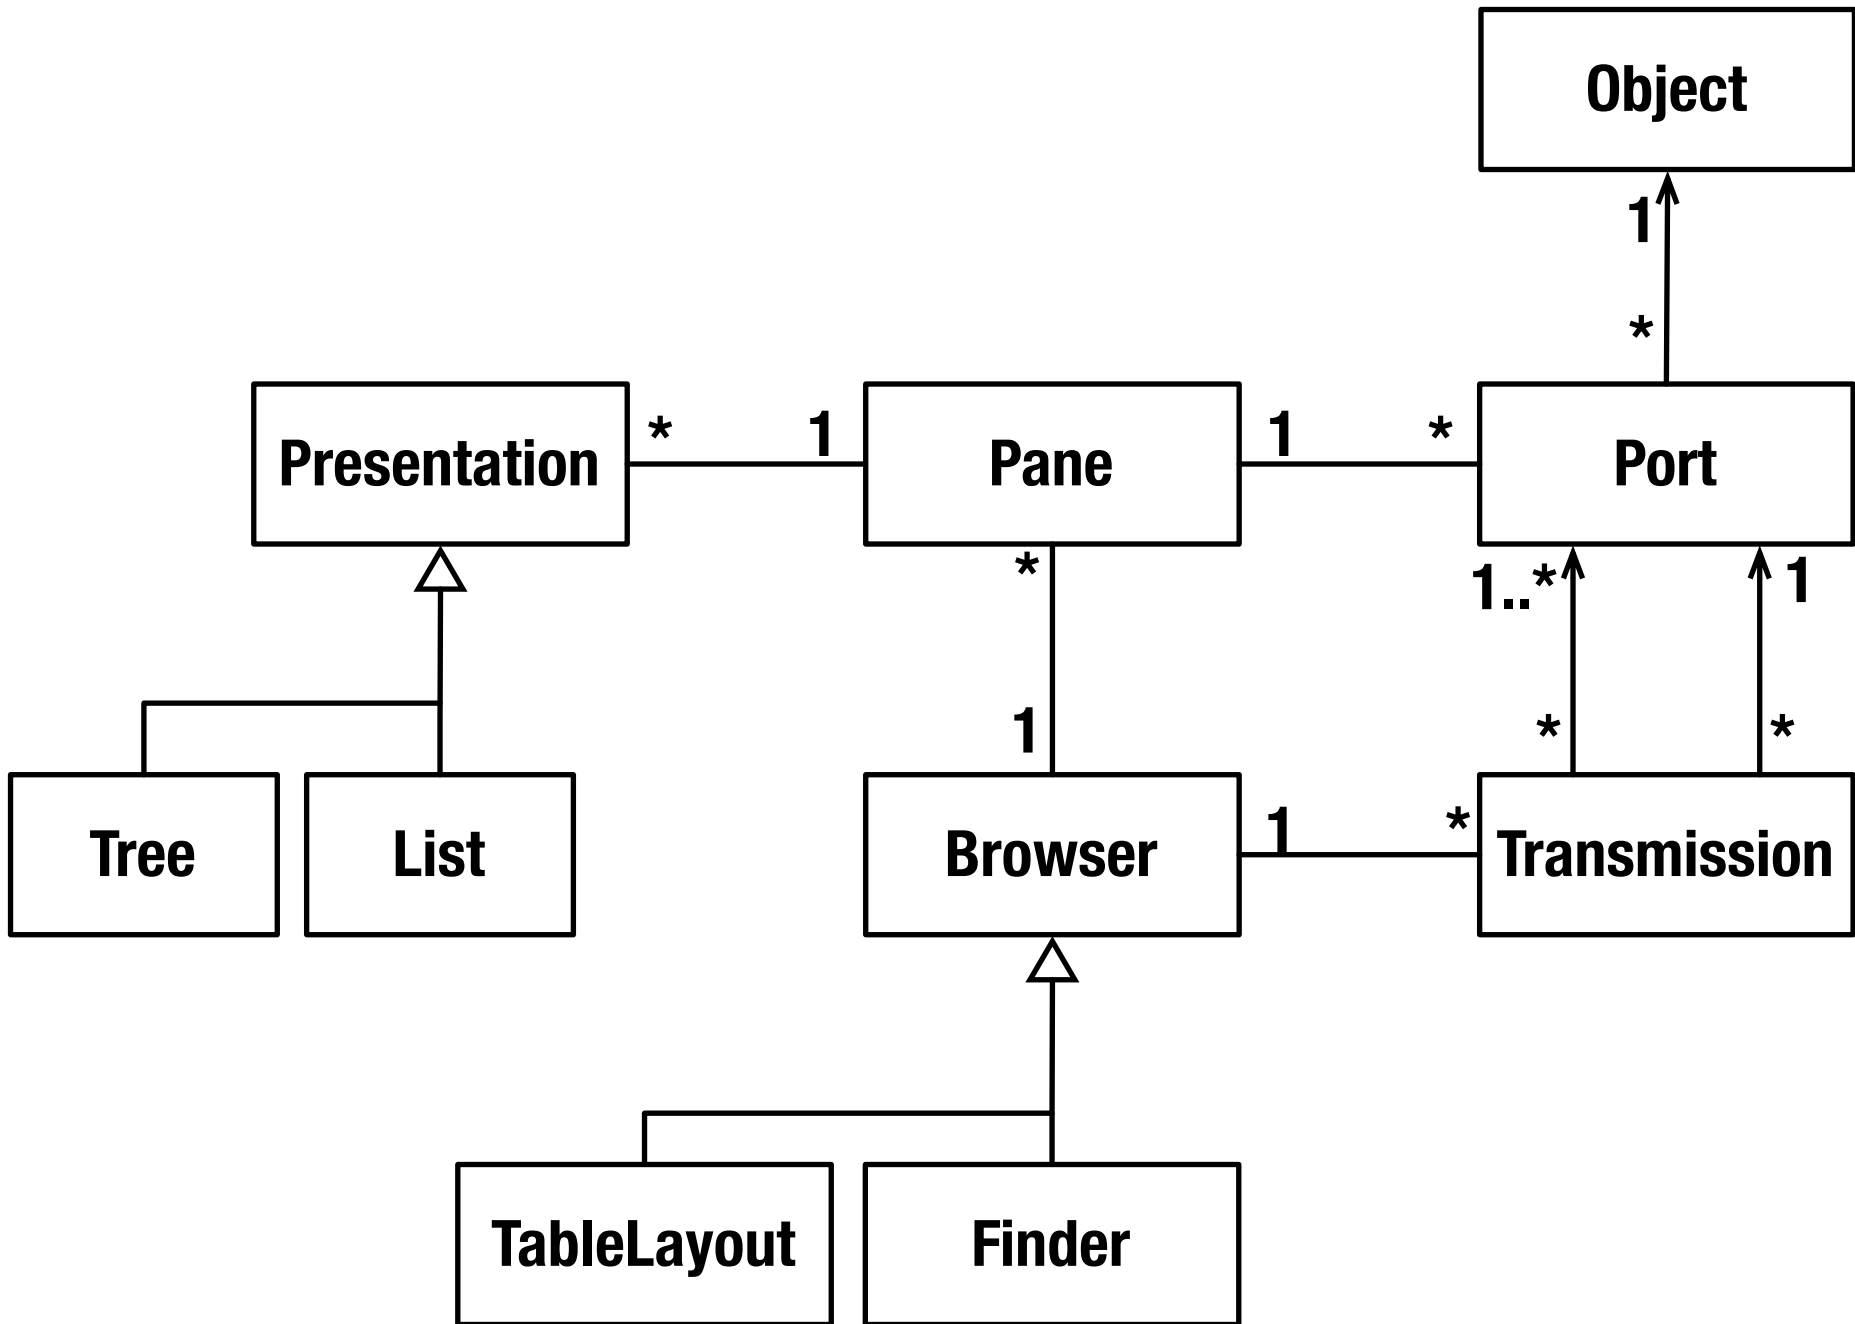 Object
1
*
Presentation
*
1
Pane
1
*
Port
*
1..*
1
1
*
*
Tree
List
Browser
1
*
Transmission
TableLayout
Finder